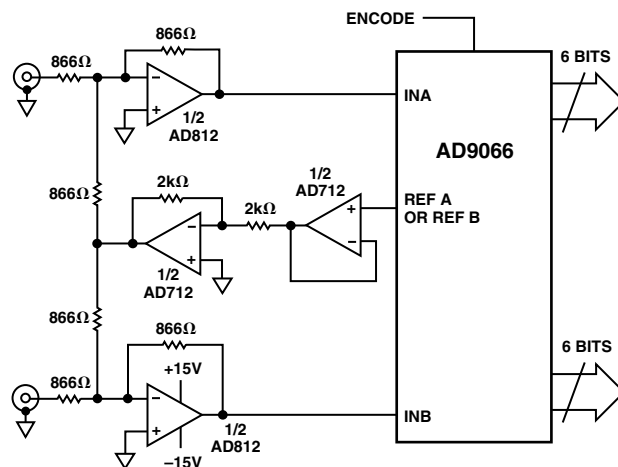 ENCODE
866Ω
866Ω
6 BITS
–
+
1/2
AD812
INA
AD9066
866Ω
2kΩ
2kΩ
1/2
AD712
–
+
+
–
REF A
OR REF B
1/2
AD712
866Ω
866Ω
866Ω
+15V
–
+
–15V
1/2
AD812
INB
6 BITS